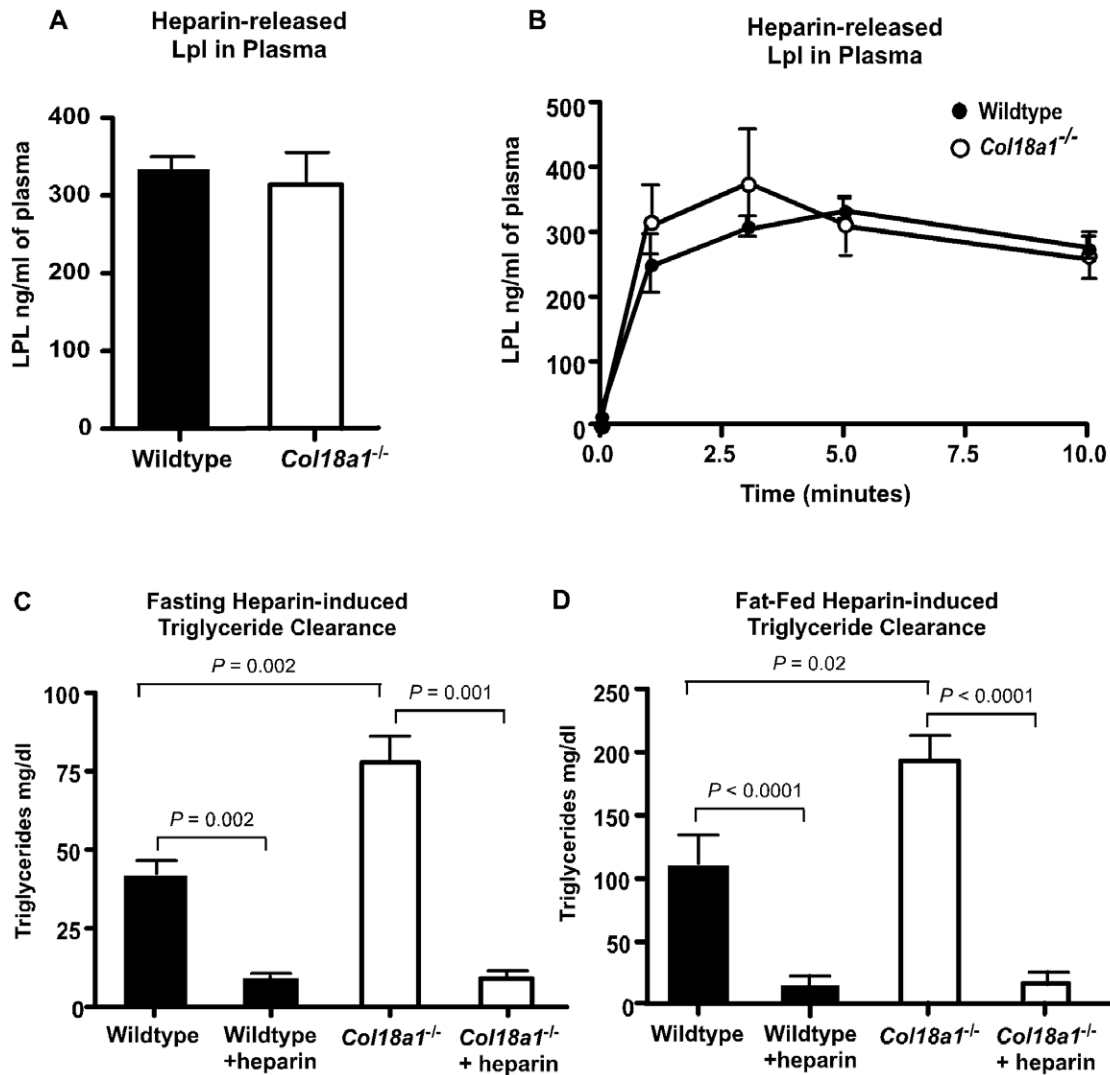 A
Heparin-released
Lpl in Plasma
LPL ng/ml of plasma
400
300
200
100
0
Wildtype
Col18a1-/-
B
Heparin-released
Lpl in Plasma
LPL ng/ml of plasma
500
400
300
200
100
0
Wildtype
Col18a1-/-
0.0
2.5
5.0
7.5
10.0
Time (minutes)
C
Fasting Heparin-induced
Triglyceride Clearance
P = 0.002
P = 0.001
P = 0.002
Triglycerides mg/dl
100
75
50
25
0
Wildtype
Wildtype
+heparin
Col18a1-/-
Col18a1-/-
+ heparin
D
Fat-Fed Heparin-induced
Triglyceride Clearance
P = 0.02
P < 0.0001
P < 0.0001
Triglycerides mg/dl
250
200
150
100
50
0
Wildtype
Wildtype
+heparin
Col18a1-/-
Col18a1-/-
+ heparin